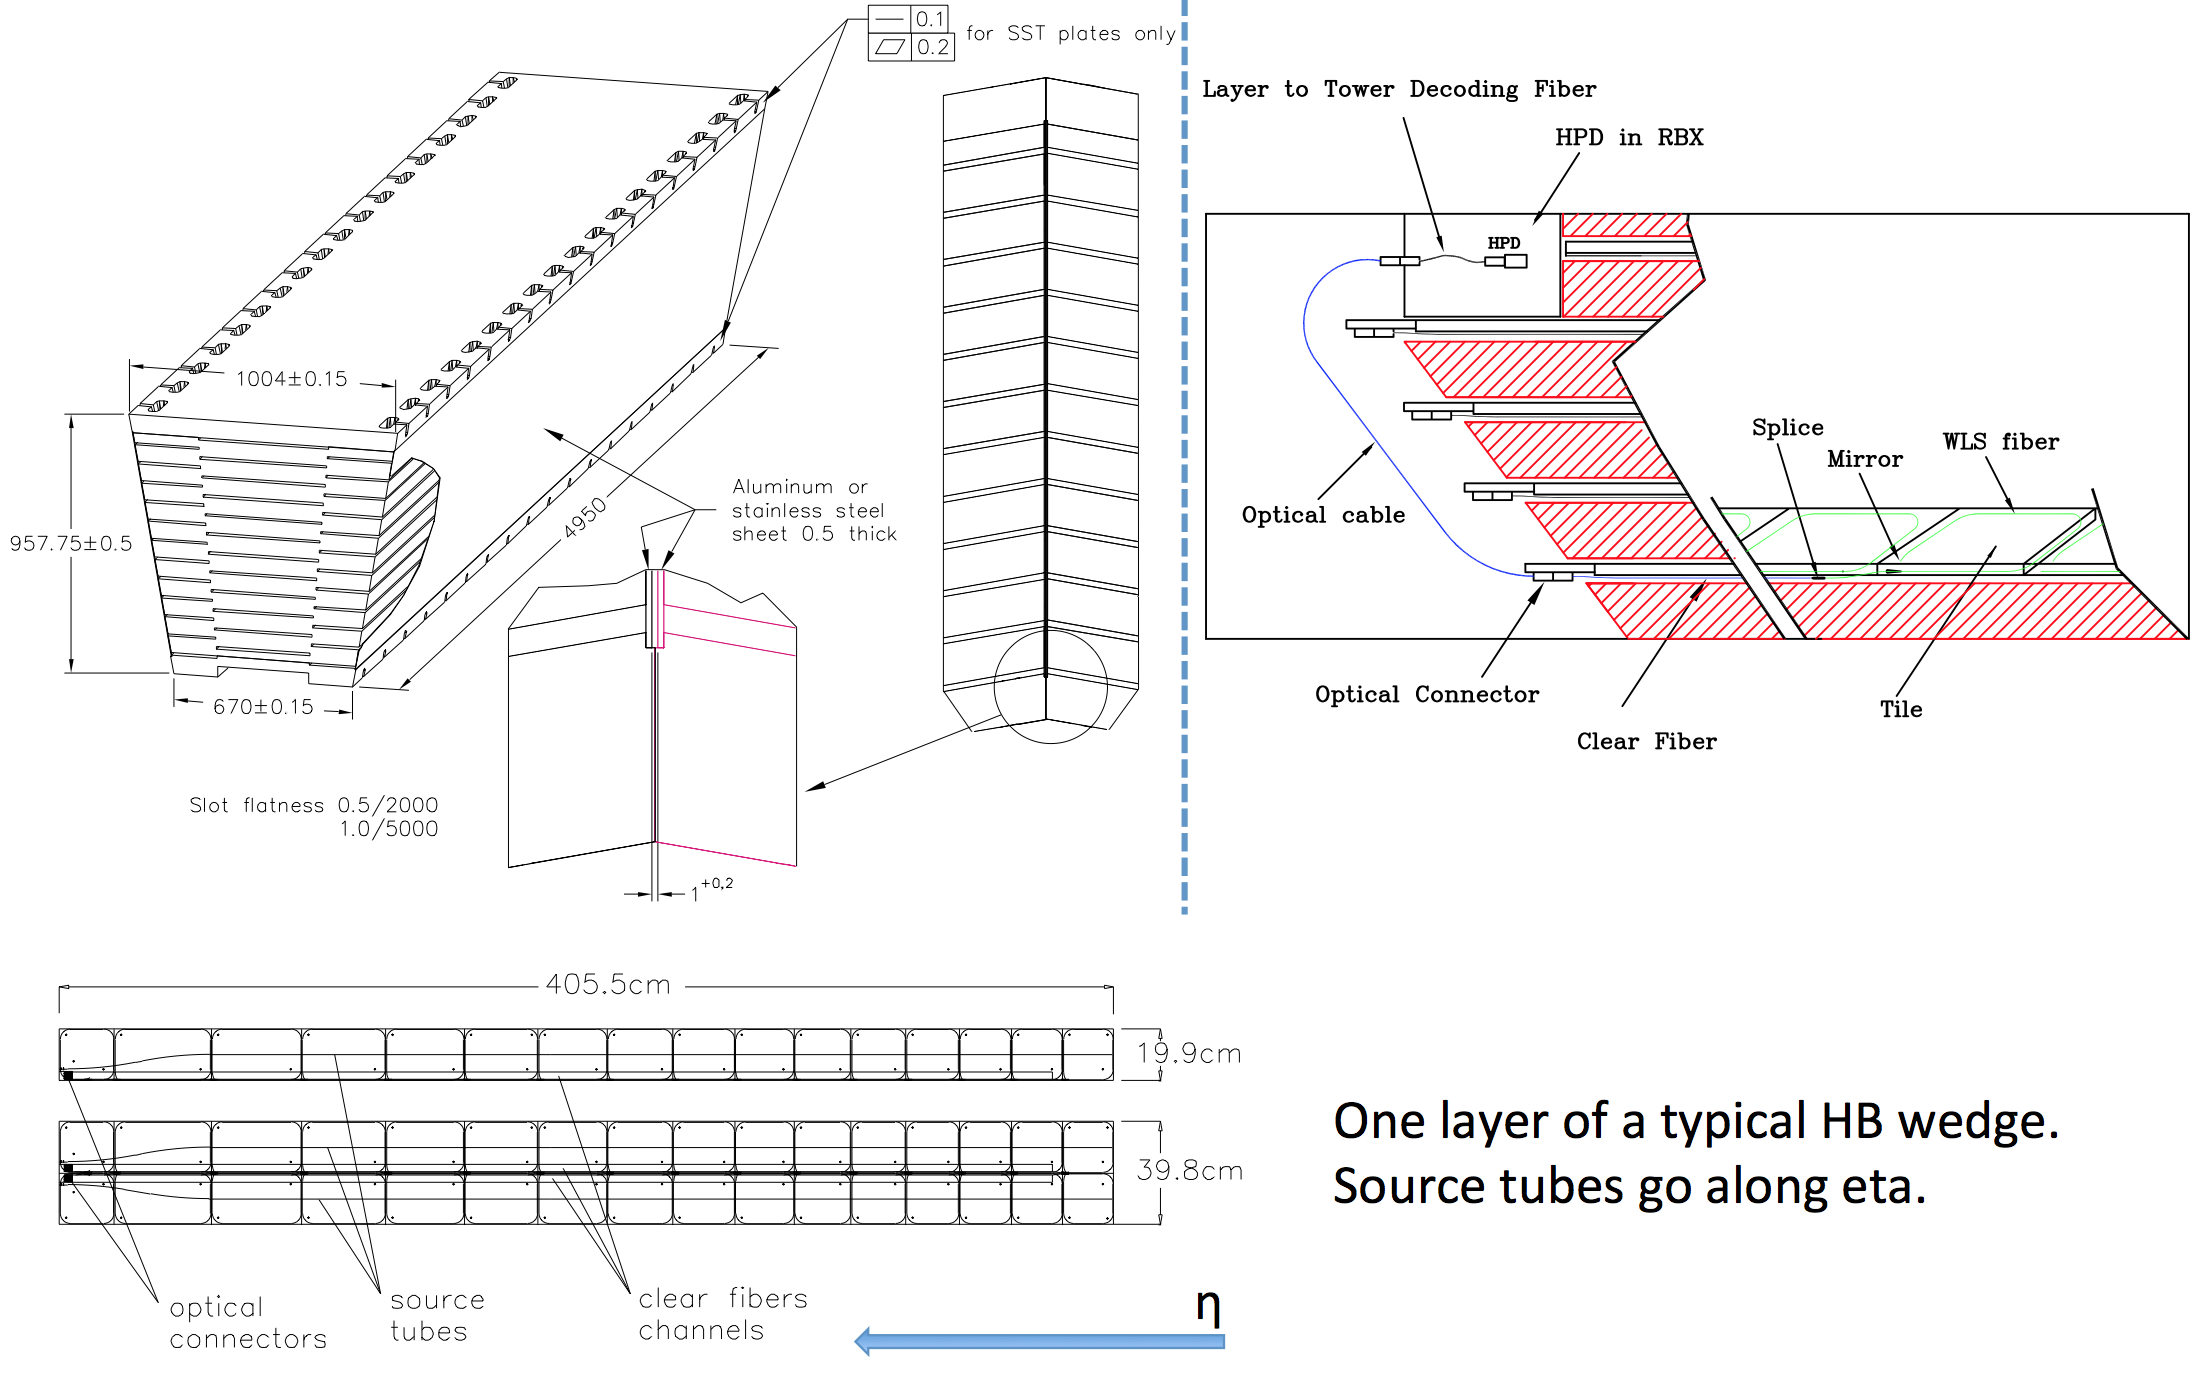 0.1
0.2
for SST plates only
1004±0.15
957.75±0.5
670±0.15
4950
Aluminum or
stainless steel
sheet 0.5 thick
Slot flatness 0.5/2000
1.0/5000
1+0,2
Layer to Tower Decoding Fiber
HPD in RBX
HPD
Optical cable
Splice
Mirror
WLS fiber
Optical Connector
Clear Fiber
Tile
405.5cm
19.9cm
39.8cm
optical
connectors
source
tubes
clear fibers
channels
η
One layer of a typical HB wedge.
Source tubes go along eta.